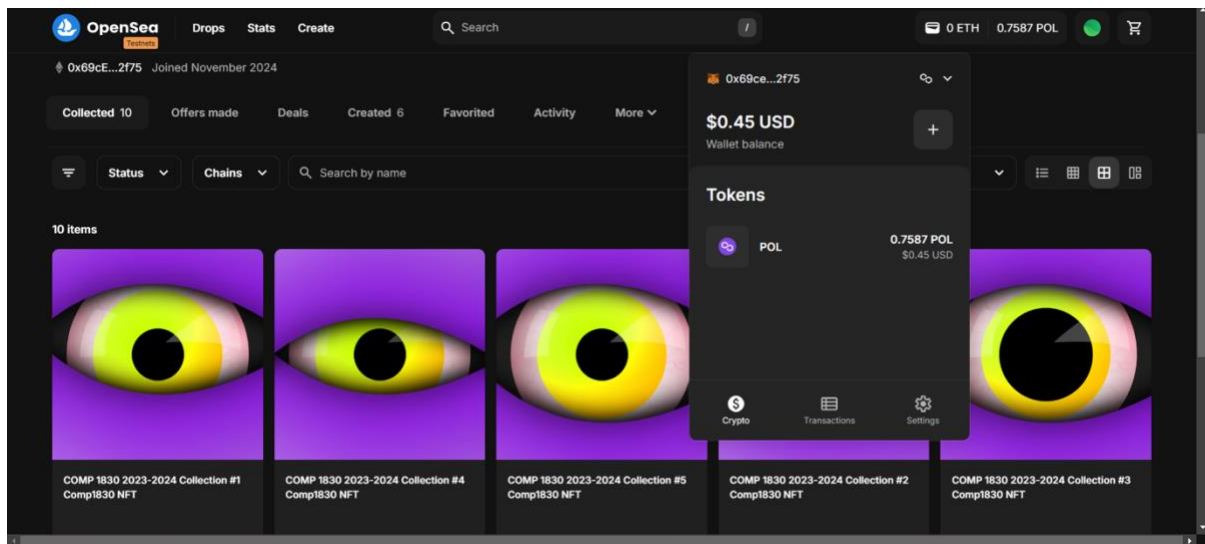 OpenSea Drops Stats Create Search / 0 ETH 0.7587 POL
Testnets
0x69cE...2f75 Joined November 2024
0x69ce...2f75
Collected 10 Offers made Deals Created 6 Favorited Activity More
$0.45 USD
Wallet balance
+
Status Chains Search by name
Tokens
POL 0.7587 POL
$0.45 USD
10 items
$
Crypto Transactions Settings
COMP 1830 2023-2024 Collection #1 COMP 1830 2023-2024 Collection #4 COMP 1830 2023-2024 Collection #5 COMP 1830 2023-2024 Collection #2 COMP 1830 2023-2024 Collection #3
Comp1830 NFT Comp1830 NFT Comp1830 NFT Comp1830 NFT Comp1830 NFT